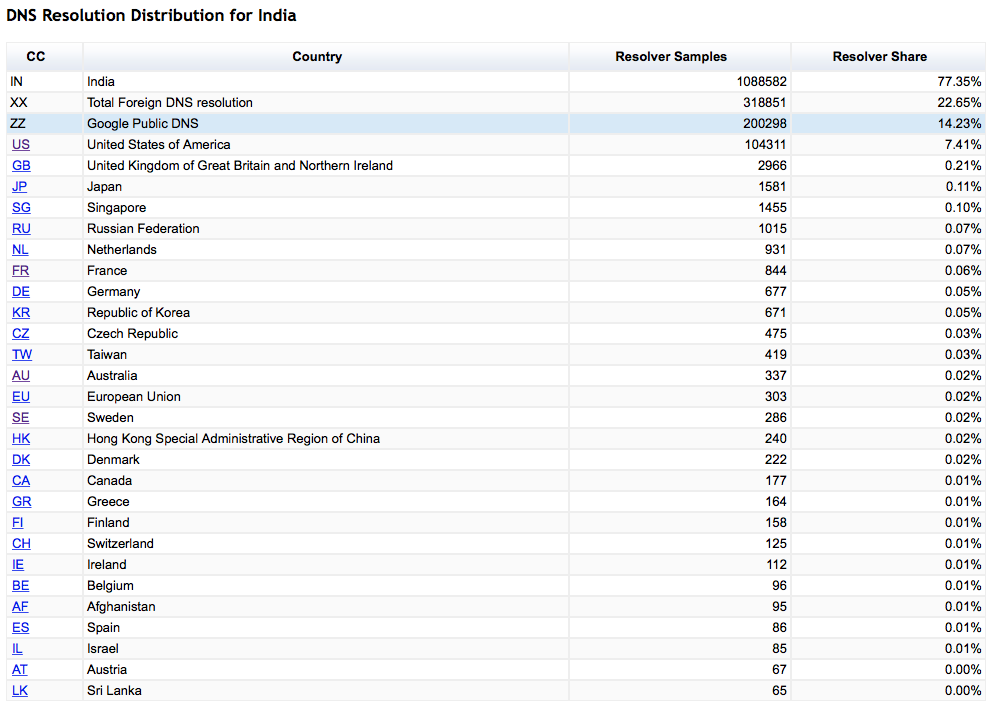 DNS Resolution Distribution for India
CC Country Resolver Samples Resolver Share
IN India 1088582 77.35%
XX Total Foreign DNS resolution 318851 22.65%
ZZ Google Public DNS 200298 14.23%
US United States of America 104311 7.41%
GB United Kingdom of Great Britain and Northern Ireland 2966 0.21%
JP Japan 1581 0.11%
SG Singapore 1455 0.10%
RU Russian Federation 1015 0.07%
NL Netherlands 931 0.07%
FR France 844 0.06%
DE Germany 677 0.05%
KR Republic of Korea 671 0.05%
CZ Czech Republic 475 0.03%
TW Taiwan 419 0.03%
AU Australia 337 0.02%
EU European Union 303 0.02%
SE Sweden 286 0.02%
HK Hong Kong Special Administrative Region of China 240 0.02%
DK Denmark 222 0.02%
CA Canada 177 0.01%
GR Greece 164 0.01%
FI Finland 158 0.01%
CH Switzerland 125 0.01%
IE Ireland 112 0.01%
BE Belgium 96 0.01%
AF Afghanistan 95 0.01%
ES Spain 86 0.01%
IL Israel 85 0.01%
AT Austria 67 0.00%
LK Sri Lanka 65 0.00%